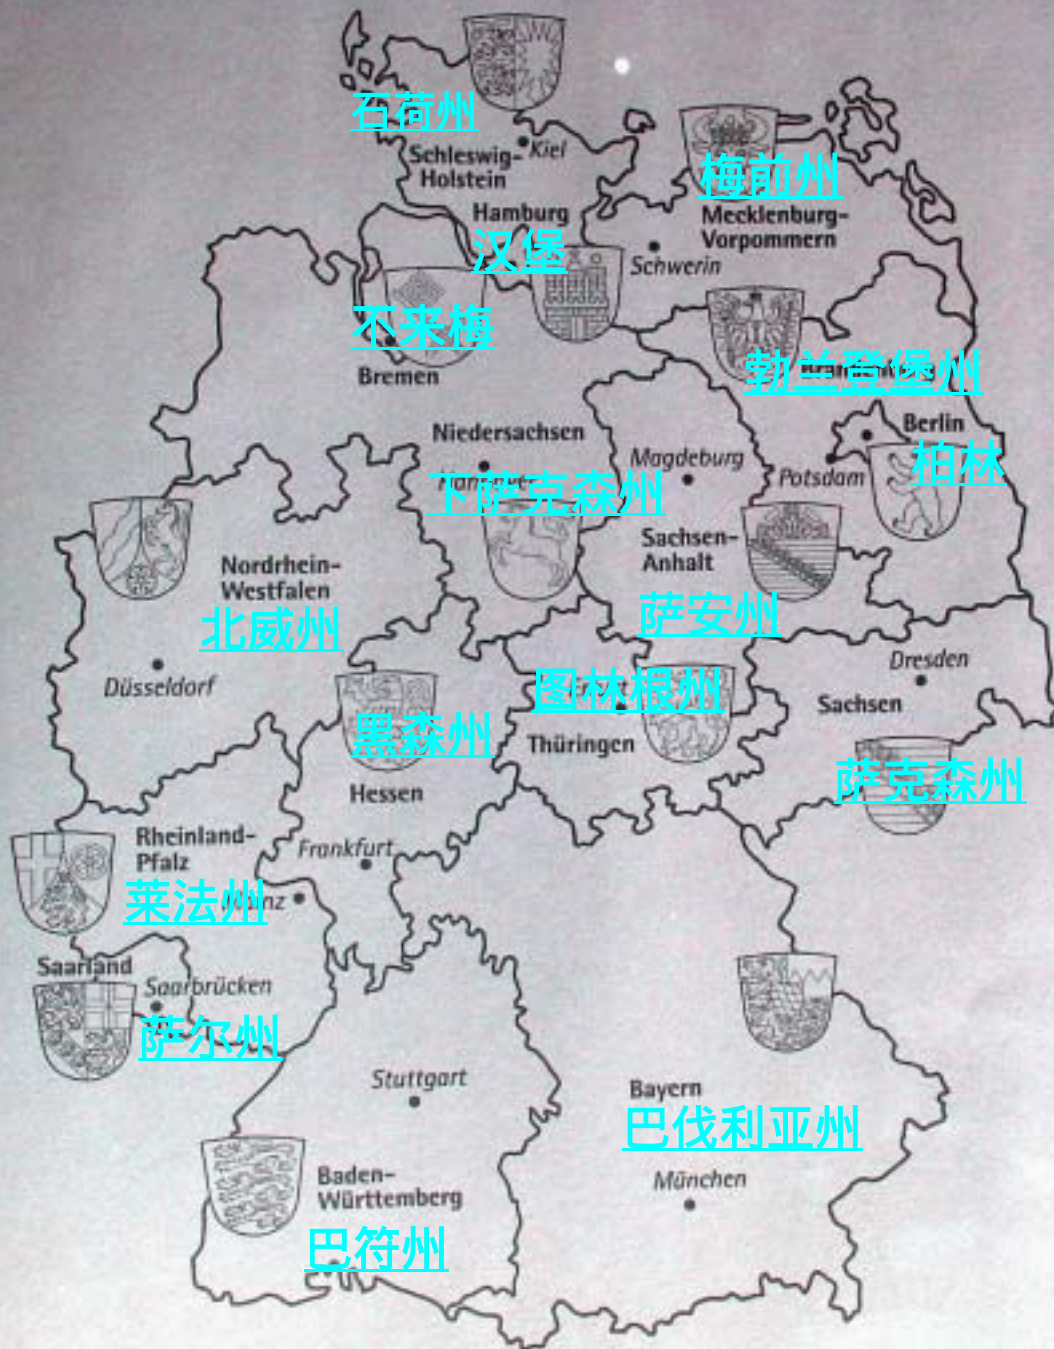 石荷州
Schleswig-
Holstein
Kiel
梅前州
Mecklenburg-
Vorpommern
Hamburg
汉堡
Schwerin
不来梅
Bremen
勃兰登堡州
Niedersachsen
下萨克森州
Magdeburg
Berlin
柏林
Potsdam
Sachsen-
Anhalt
萨安州
Nordrhein-
Westfalen
北威州
Düsseldorf
Dresden
Sachsen
萨克森州
图林根州
Thüringen
黑森州
Hessen
Frankfurt
Rheinland-
Pfalz
莱法州
Mainz
Saarland
Saarbrücken
萨尔州
Stuttgart
Bayern
巴伐利亚州
München
Baden-
Württemberg
巴符州